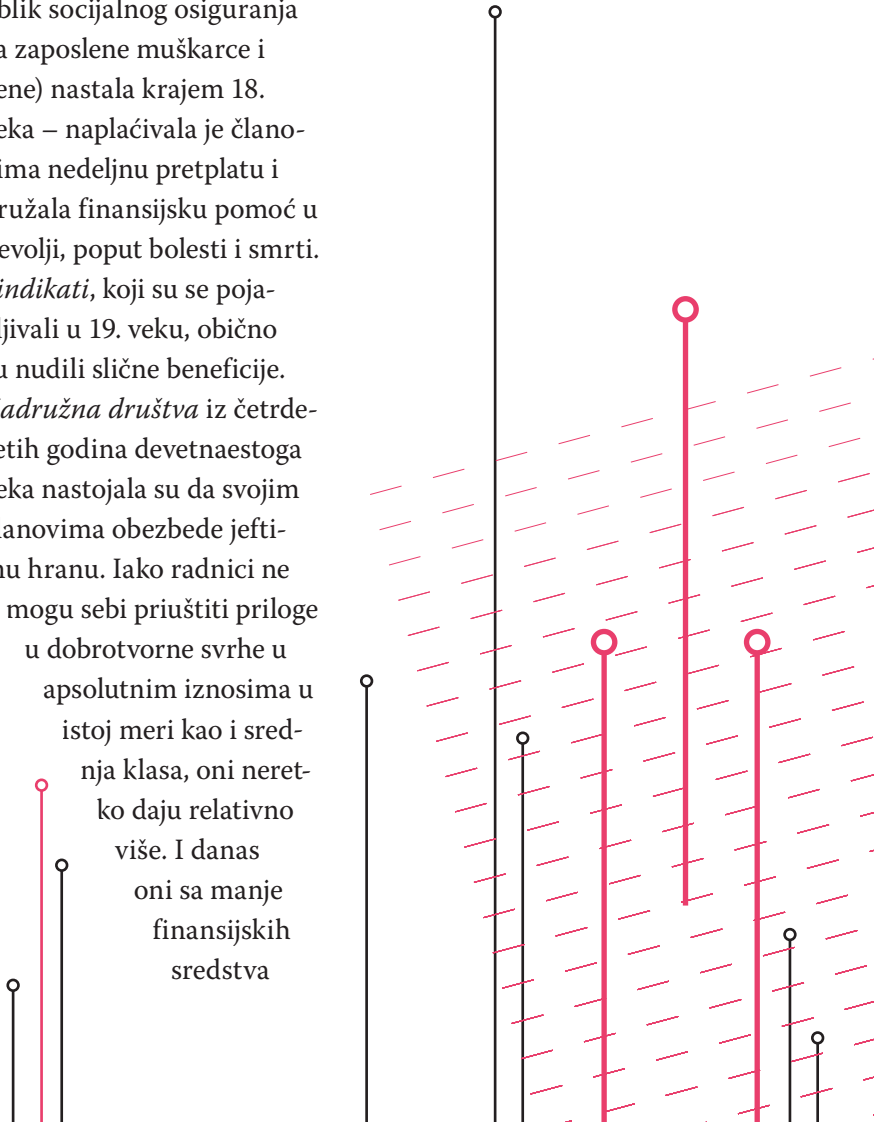 blik socijalnog osiguranja
a zaposlene muškarce i
ene) nastala krajem 18.
eka – naplaćivala je člano-
ima nedeljnu pretplatu i
ružala finansijsku pomoć u
evolji, poput bolesti i smrti.
indikati, koji su se poja-
ljivali u 19. veku, obično
u nudili slične beneficije.
adružna društva iz četrde-
etih godina devetnaestoga
eka nastojala su da svojim
lanovima obezbede jefti-
nu hranu. Iako radnici ne
mogu sebi priuštiti priloge
u dobrotvorne svrhe u
apsolutnim iznosima u
istoj meri kao i sred-
nja klasa, oni neret-
ko daju relativno
više. I danas
oni sa manje
finansijskih
sredstva